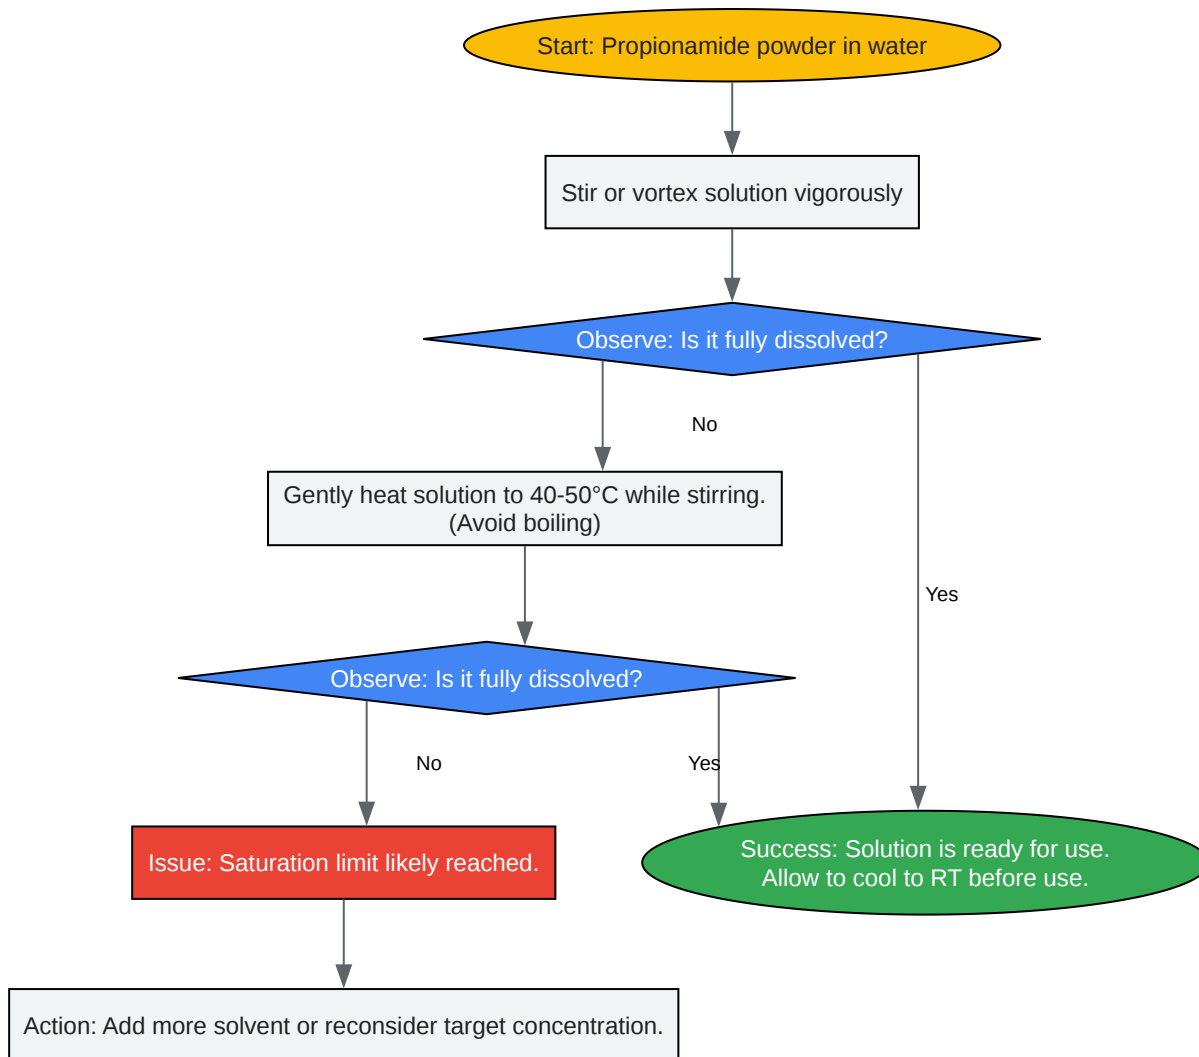 Start: Propionamide powder in water
Stir or vortex solution vigorously
Observe: Is it fully dissolved?
No
Gently heat solution to 40-50°C while stirring.
(Avoid boiling)
Yes
Observe: Is it fully dissolved?
No
Yes
Issue: Saturation limit likely reached.
Success: Solution is ready for use.
Allow to cool to RT before use.
Action: Add more solvent or reconsider target concentration.